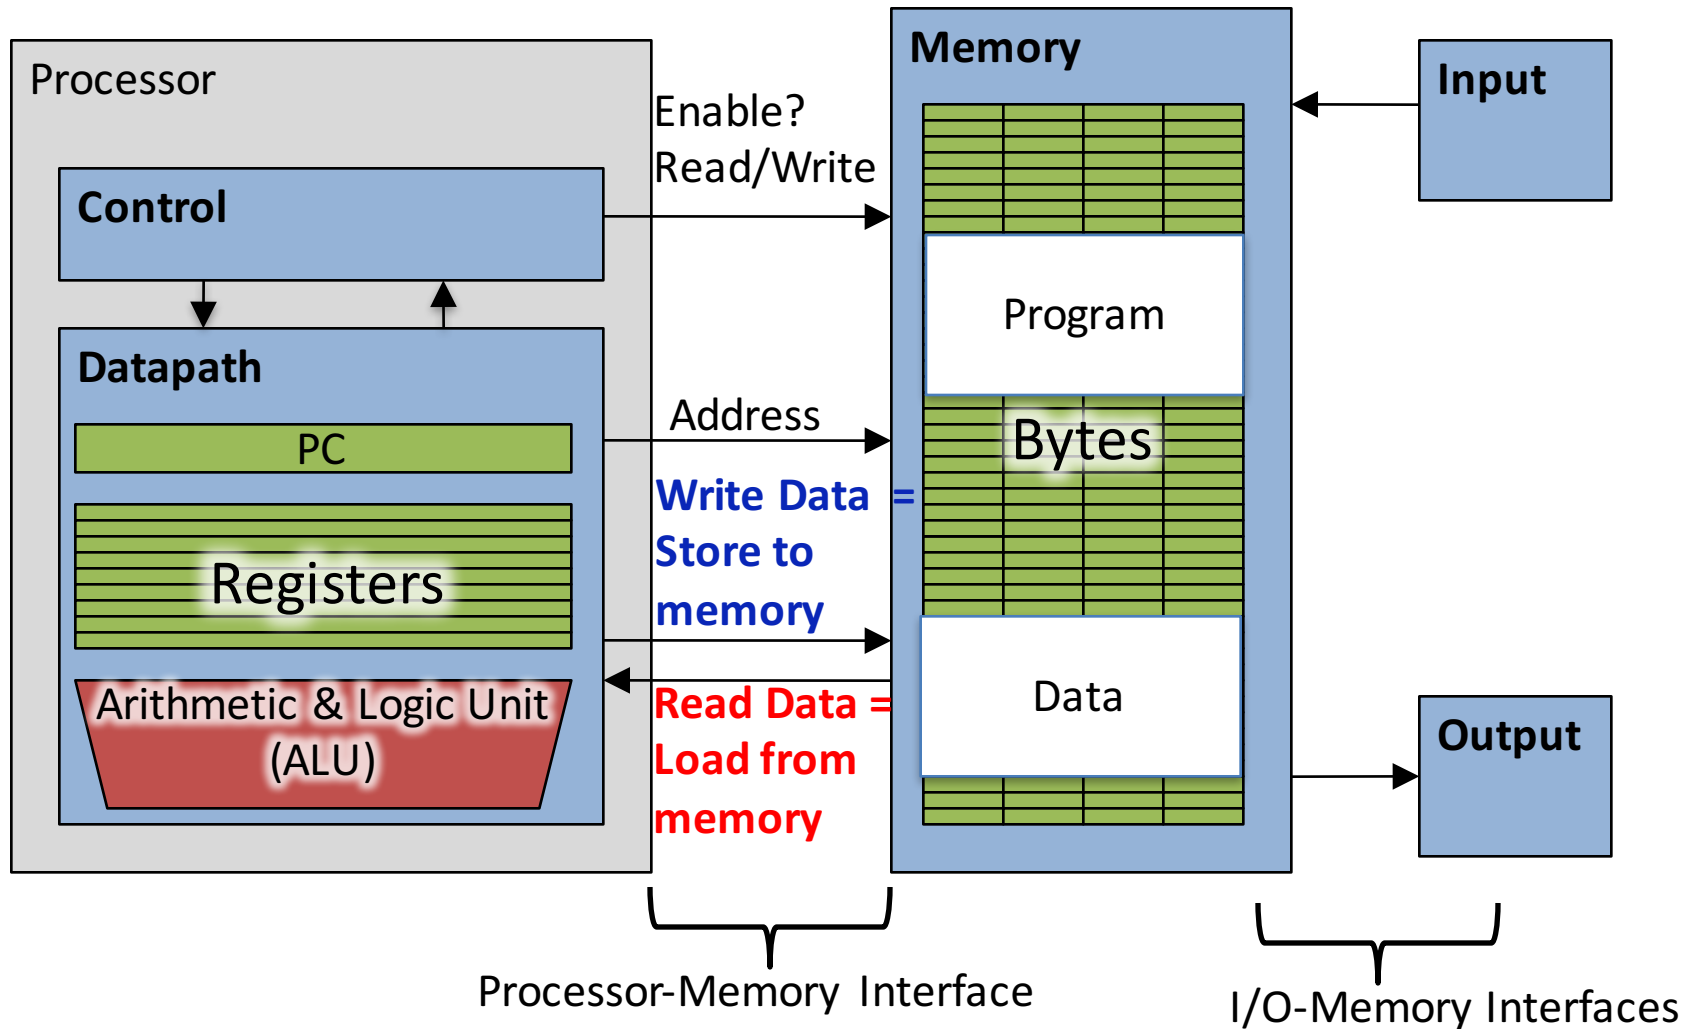 Processor
Control
Datapath
PC
Registers
Arithmetic & Logic Unit
(ALU)
Enable?
Read/Write
Address
Write Data =
Store to
memory
Read Data =
Load from
memory
Memory
Program
Bytes
Data
Input
Output
Processor-Memory Interface
I/O-Memory Interfaces